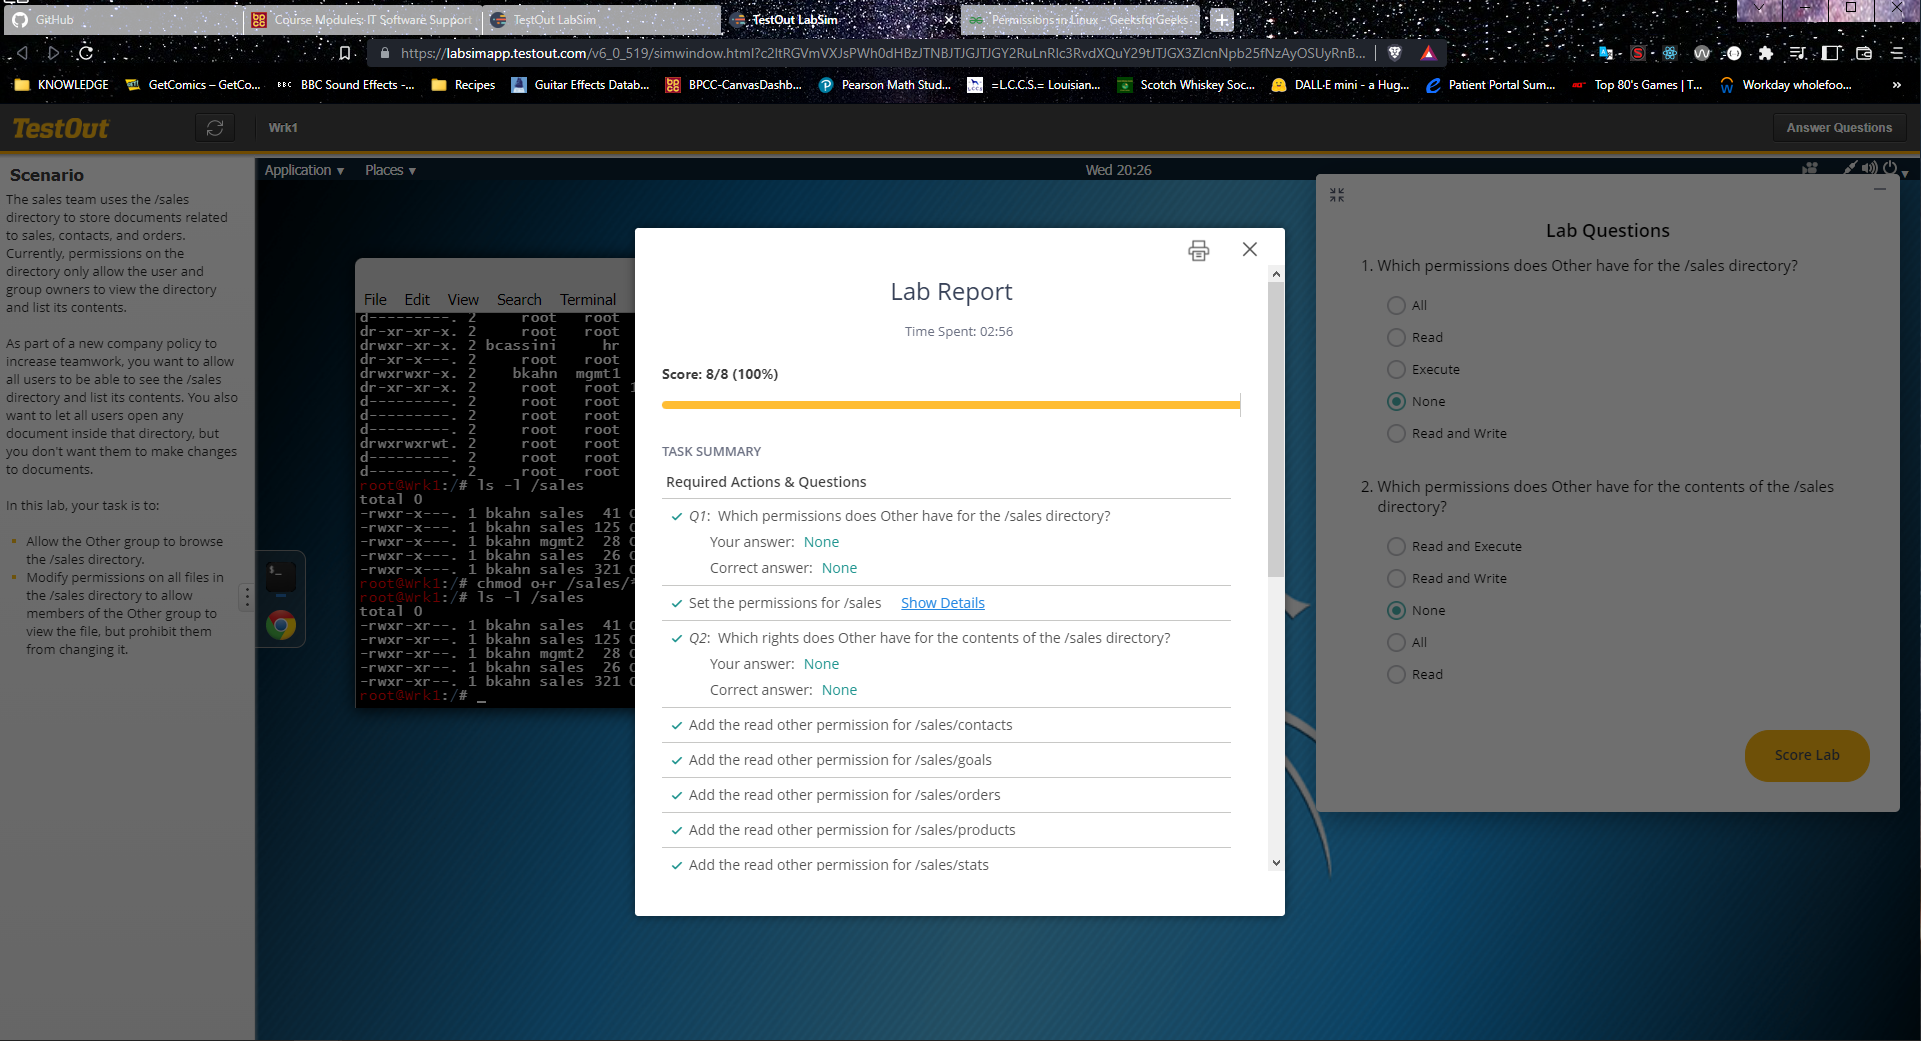 GitHub
Course Modules: IT Software Support
TestOut LabSim
TestOut LabSim
Permissions in Linux - GeeksforGeeks
https://labsimapp.testout.com/v6_0_519/simwindow.html?
KNOWLEDGE
GetComics – GetCo...
BBC Sound Effects -...
Recipes
Guitar Effects Datab...
BPCC-CanvasDashb...
Pearson Math Stud...
=L.C.C.S.= Louisian...
Scotch Whiskey Soc...
DALL·E mini - a Hug...
Patient Portal Sum...
Top 80's Games | T...
Workday wholefoo...
»
TestOut
Wrk1
Answer Questions
Scenario
The sales team uses the /sales
directory to store documents related
to sales, contacts, and orders.
Currently, permissions on the
directory only allow the user and
group owners to view the directory
and list its contents.
As part of a new company policy to
increase teamwork, you want to allow
all users to be able to see the /sales
directory and list its contents. You also
want to let all users open any
document inside that directory, but
you don't want them to make changes
to documents.
In this lab, your task is to:
Allow the Other group to browse
the /sales directory.
Modify permissions on all files in
the /sales directory to allow
members of the Other group to
view the file, but prohibit them
from changing it.
Application
Places
Wed 20:26
File Edit View Search Terminal
d---------. 2 root root
dr-xr-xr-x. 2 root root
drwxr-xr-x. 2 bcassini hr
dr-xr-x---. 2 root root
drwxrwxr-x. 2 bkahn mgmt1
dr-xr-xr-x. 2 root root 1
d---------. 2 root root
d---------. 2 root root
d---------. 2 root root
drwxrwxrwt. 2 root root
d---------. 2 root root
d---------. 2 root root
root@Wrk1:/# ls -l /sales
total 0
-rwxr-x---. 1 bkahn sales 41
-rwxr-x---. 1 bkahn sales 125
-rwxr-x---. 1 bkahn mgmt2 28
-rwxr-x---. 1 bkahn sales 26
-rwxr-x---. 1 bkahn sales 321
root@Wrk1:/# chmod o+r /sales/*
root@Wrk1:/# ls -l /sales
total 0
-rwxr-xr--. 1 bkahn sales 41
-rwxr-xr--. 1 bkahn sales 125
-rwxr-xr--. 1 bkahn mgmt2 28
-rwxr-xr--. 1 bkahn sales 26
-rwxr-xr--. 1 bkahn sales 321
root@Wrk1:/# _
Lab Report
Time Spent: 02:56
Score: 8/8 (100%)
TASK SUMMARY
Required Actions & Questions
Q1: Which permissions does Other have for the /sales directory?
Your answer: None
Correct answer: None
Set the permissions for /sales Show Details
Q2: Which rights does Other have for the contents of the /sales directory?
Your answer: None
Correct answer: None
Add the read other permission for /sales/contacts
Add the read other permission for /sales/goals
Add the read other permission for /sales/orders
Add the read other permission for /sales/products
Add the read other permission for /sales/stats
Lab Questions
1. Which permissions does Other have for the /sales directory?
All
Read
Execute
None
Read and Write
2. Which permissions does Other have for the contents of the /sales
directory?
Read and Execute
Read and Write
None
All
Read
Score Lab